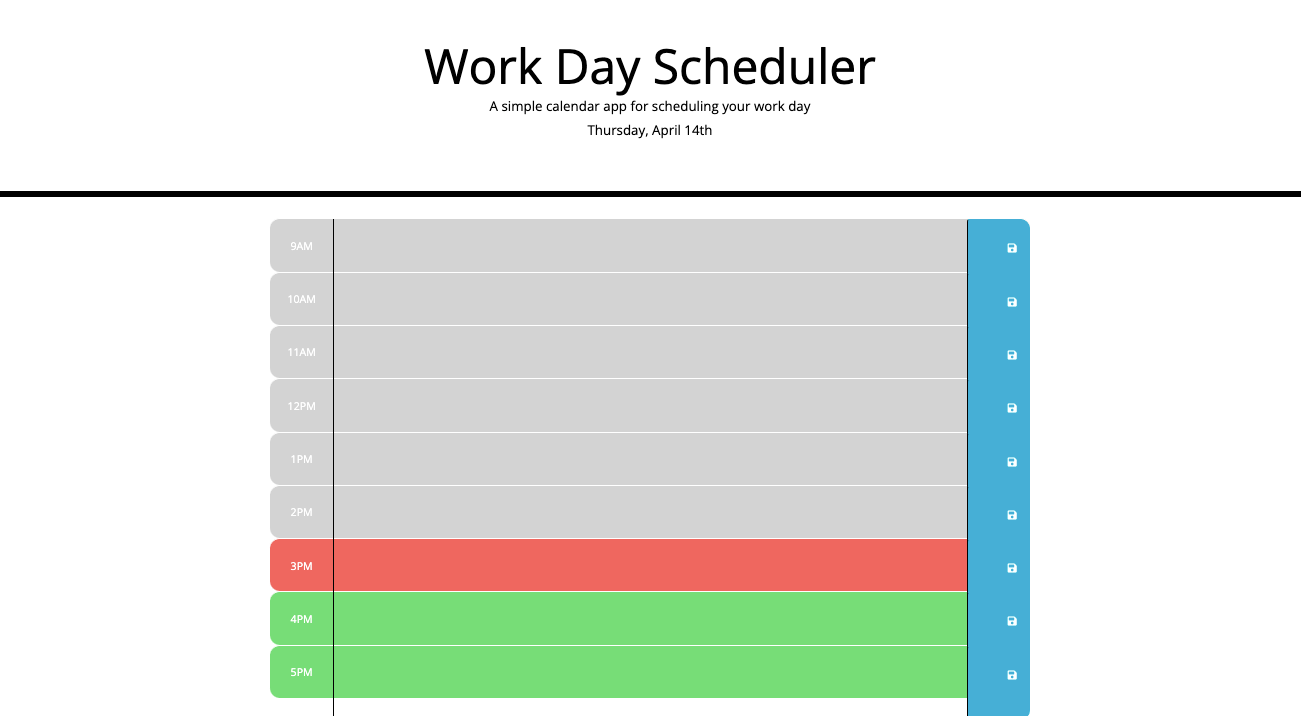 Work Day Scheduler
A simple calendar app for scheduling your work day
Thursday, April 14th
9AM
10AM
11AM
12PM
1PM
2PM
3PM
4PM
5PM